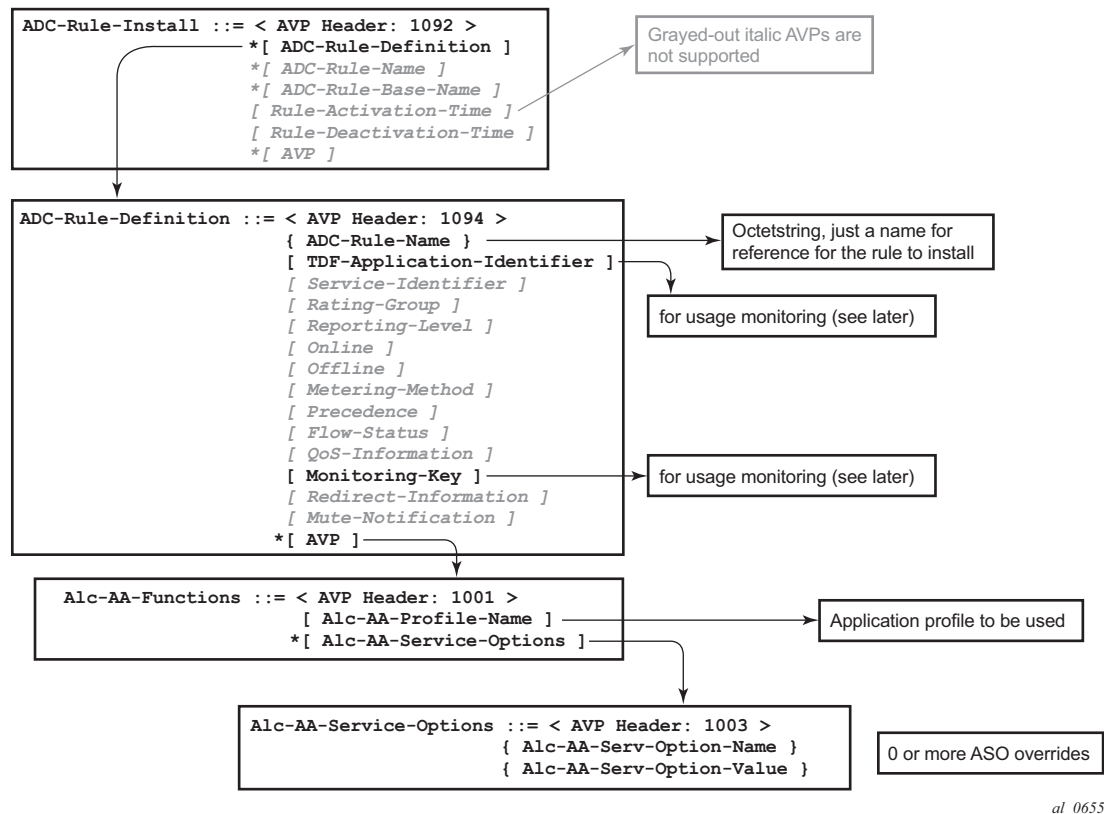 ADC-Rule-Install ::= < AVP Header: 1092 >
*[ ADC-Rule-Definition ]
*[ ADC-Rule-Name ]
*[ ADC-Rule-Base-Name ]
[ Rule-Activation-Time ]
[ Rule-Deactivation-Time ]
*[ AVP ]
Grayed-out italic AVPs are
not supported
ADC-Rule-Definition ::= < AVP Header: 1094 >
{ ADC-Rule-Name }
[ TDF-Application-Identifier ]
[ Service-Identifier ]
[ Rating-Group ]
[ Reporting-Level ]
[ Online ]
[ Offline ]
[ Metering-Method ]
[ Precedence ]
[ Flow-Status ]
[ QoS-Information ]
[ Monitoring-Key ]
[ Redirect-Information ]
[ Mute-Notification ]
*[ AVP ]
Octetstring, just a name for
reference for the rule to install
for usage monitoring (see later)
for usage monitoring (see later)
Alc-AA-Functions ::= < AVP Header: 1001 >
[ Alc-AA-Profile-Name ]
*[ Alc-AA-Service-Options ]
Application profile to be used
Alc-AA-Service-Options ::= < AVP Header: 1003 >
{ Alc-AA-Serv-Option-Name }
{ Alc-AA-Serv-Option-Value }
0 or more ASO overrides
al_0655